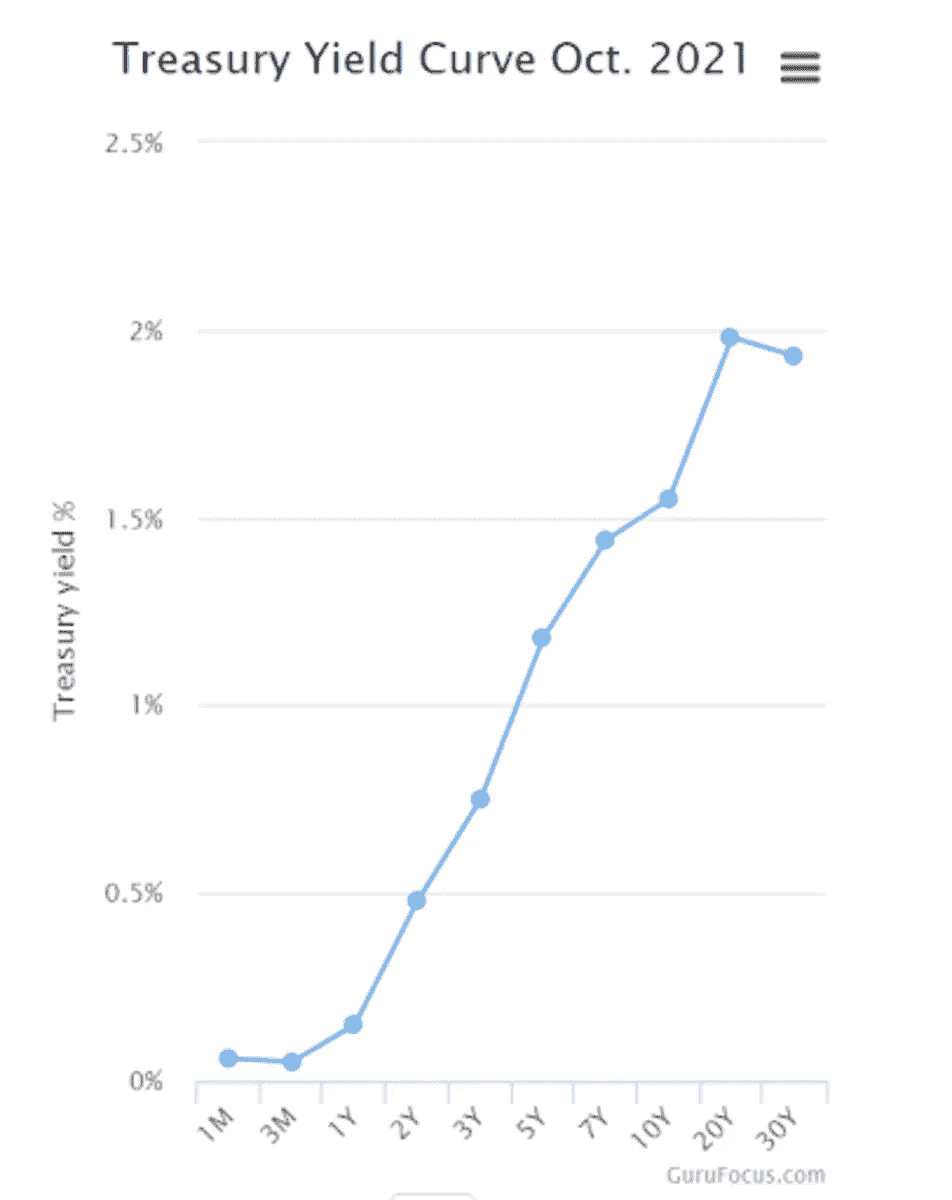 Treasury Yield Curve Oct. 2021
2.5%
2%
1.5%
1%
0.5%
0%
Treasury yield %
1M
3M
1Y
2Y
3Y
5Y
7Y
10Y
20Y
30Y
GuruFocus.com